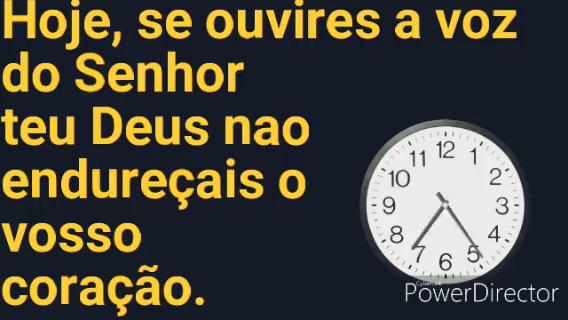 Hoje, se ouvires a voz
do Senhor
teu Deus nao
endureçais o
vosso
coração.
12
1
2
3
4
5
6
7
8
9
10
11
PowerDirector